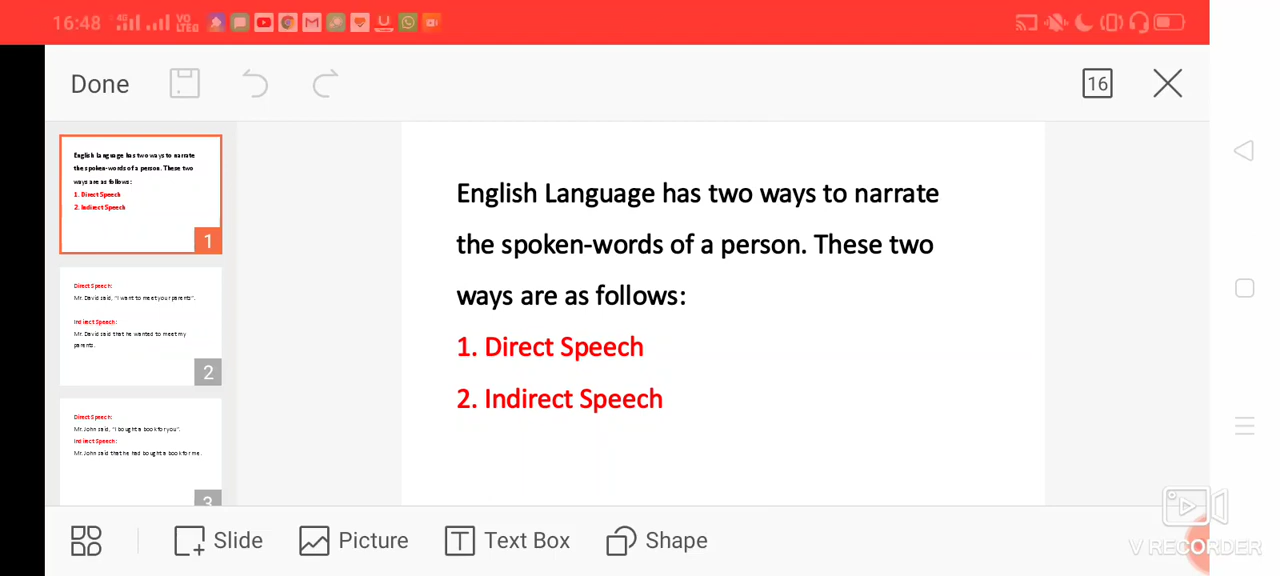 16:48
4G
VO
LTE
Done
16
English Language has two ways to narrate
the spoken-words of a person. These two
ways are as follows:
1. Direct Speech
2. Indirect Speech
1
Direct Speech:
Mr. David said, "I want to meet your parents".
Indirect Speech:
Mr. David said that he wanted to meet my
parents.
2
Direct Speech:
Mr. John said, "I bought a book for you".
Indirect Speech:
Mr. John said that he had bought a book for me.
3
English Language has two ways to narrate
the spoken-words of a person. These two
ways are as follows:
1. Direct Speech
2. Indirect Speech
Slide
Picture
Text Box
Shape
V RECORDER